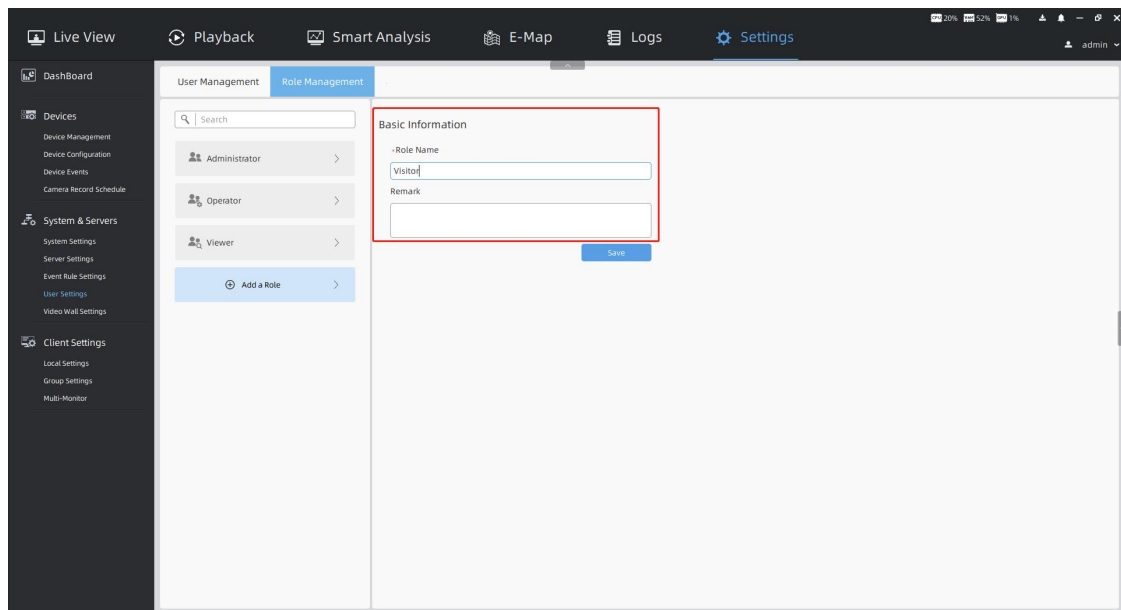 CPU 20% RAM 52% GPU 1%
Live View Playback Smart Analysis E-Map Logs Settings
admin
DashBoard
Devices
Device Management
Device Configuration
Device Events
Camera Record Schedule
System & Servers
System Settings
Server Settings
Event Rule Settings
User Settings
Video Wall Settings
Client Settings
Local Settings
Group Settings
Multi-Monitor
User Management Role Management
Search
Administrator
Operator
Viewer
Add a Role
Basic Information
*Role Name
Visitor
Remark
Save